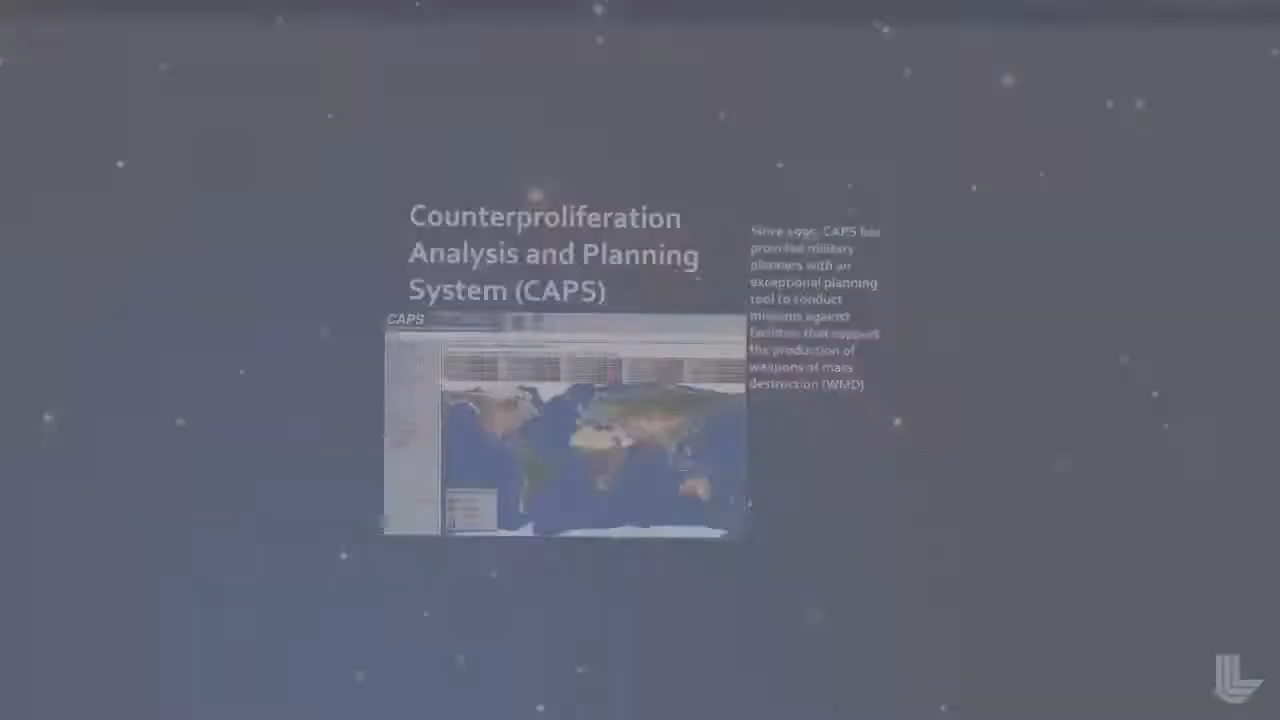 Counterproliferation
Analysis and Planning
System (CAPS)
Since 1995, CAPS has
provided military
planners with an
exceptional planning
tool to conduct
missions against
facilities that support
the production of
weapons of mass
destruction (WMD)
CAPS